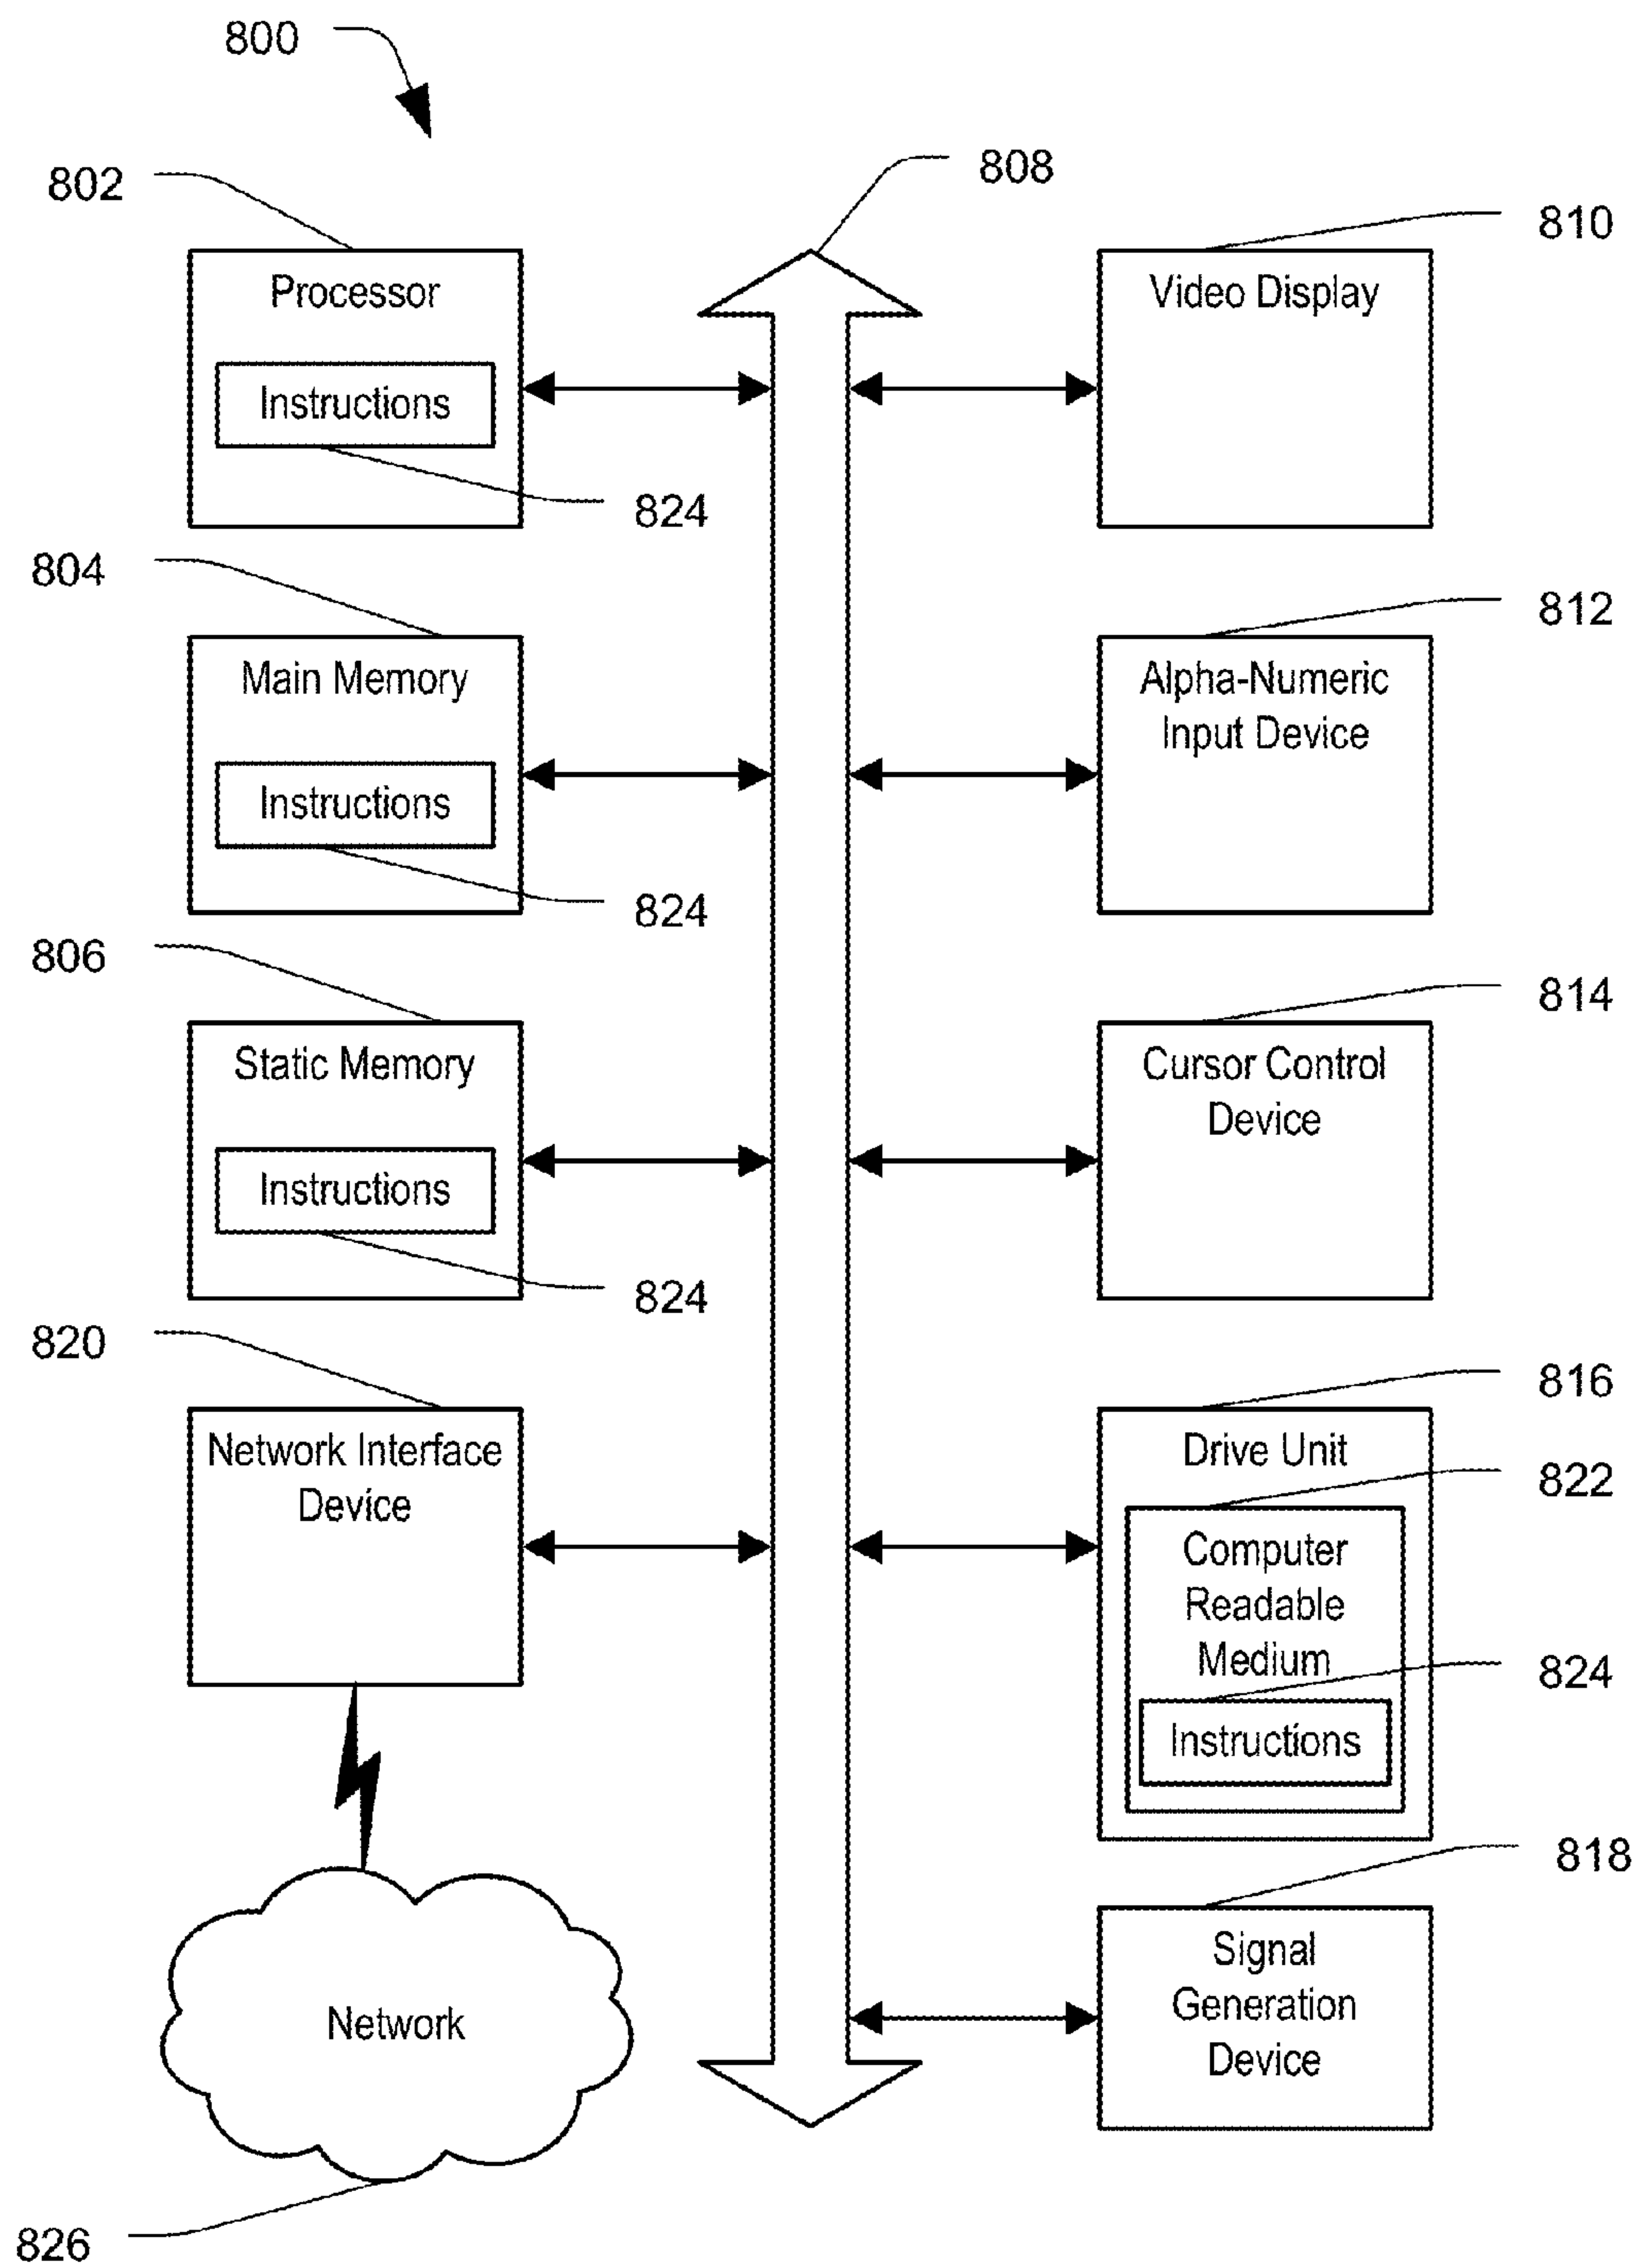 800
802
808
810
Processor
Video Display
Instructions
824
804
812
Main Memory
Alpha-Numeric
Input Device
Instructions
824
806
814
Static Memory
Cursor Control
Device
Instructions
824
820
816
Network Interface
Device
Drive Unit
822
Computer
Readable
Medium
824
Instructions
818
Signal
Generation
Device
Network
826